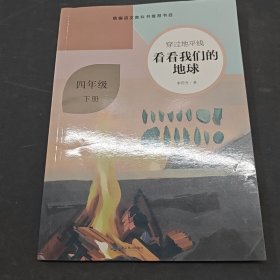 统编语文教科书推荐书目
穿过地平线
看看我们的
地球
李四光 著
四年级
下册